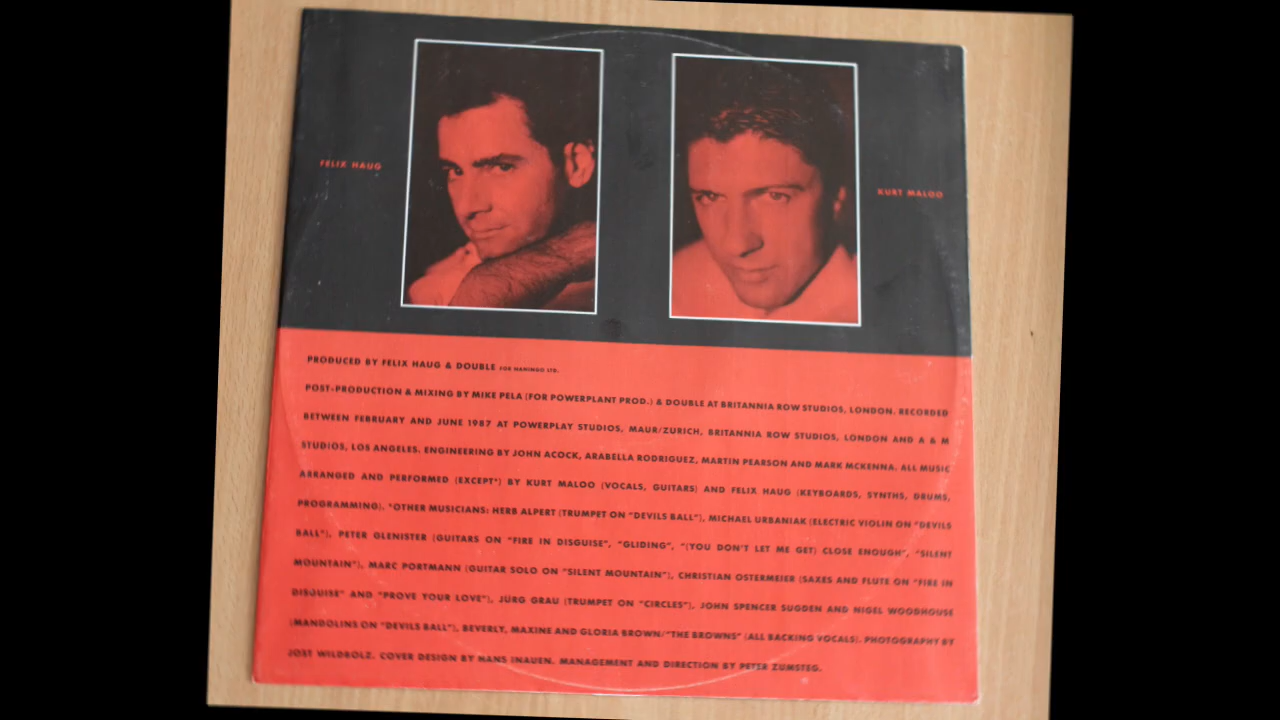 FELIX HAUG
KURT MALOO
PRODUCED BY FELIX HAUG & DOUBLE FOR HAMINGO LTD.
POST-PRODUCTION & MIXING BY MIKE PELA (FOR POWERPLANT PROD.) & DOUBLE AT BRITANNIA ROW STUDIOS, LONDON. RECORDED
BETWEEN FEBRUARY AND JUNE 1987 AT POWERPLAY STUDIOS, MAUR/ZURICH, BRITANNIA ROW STUDIOS, LONDON AND A & M
STUDIOS, LOS ANGELES. ENGINEERING BY JOHN ACOCK, ARABELLA RODRIGUEZ, MARTIN PEARSON AND MARK MCKENNA. ALL MUSIC
ARRANGED AND PERFORMED (EXCEPT*) BY KURT MALOO (VOCALS, GUITARS) AND FELIX HAUG (KEYBOARDS, SYNTHS, DRUMS,
PROGRAMMING). *OTHER MUSICIANS: HERB ALPERT (TRUMPET ON "DEVILS BALL"), MICHAEL URBANIAK (ELECTRIC VIOLIN ON "DEVILS
BALL"), PETER GLENISTER (GUITARS ON "FIRE IN DISGUISE", "GLIDING", "(YOU DON'T LET ME GET) CLOSE ENOUGH", "SILENT
MOUNTAIN"), MARC PORTMANN (GUITAR SOLO ON "SILENT MOUNTAIN"), CHRISTIAN OSTERMEIER (SAXES AND FLUTE ON "FIRE IN
DISGUISE" AND "PROVE YOUR LOVE"), JÜRG GRAU (TRUMPET ON "CIRCLES"), JOHN SPENCER SUGDEN AND NIGEL WOODHOUSE
(MANDOLINS ON "DEVILS BALL"), BEVERLY, MAXINE AND GLORIA BROWN/"THE BROWNS" (ALL BACKING VOCALS). PHOTOGRAPHY BY
JOST WILDBOLZ. COVER DESIGN BY HANS INAUEN. MANAGEMENT AND DIRECTION BY PETER ZUMSTEG.